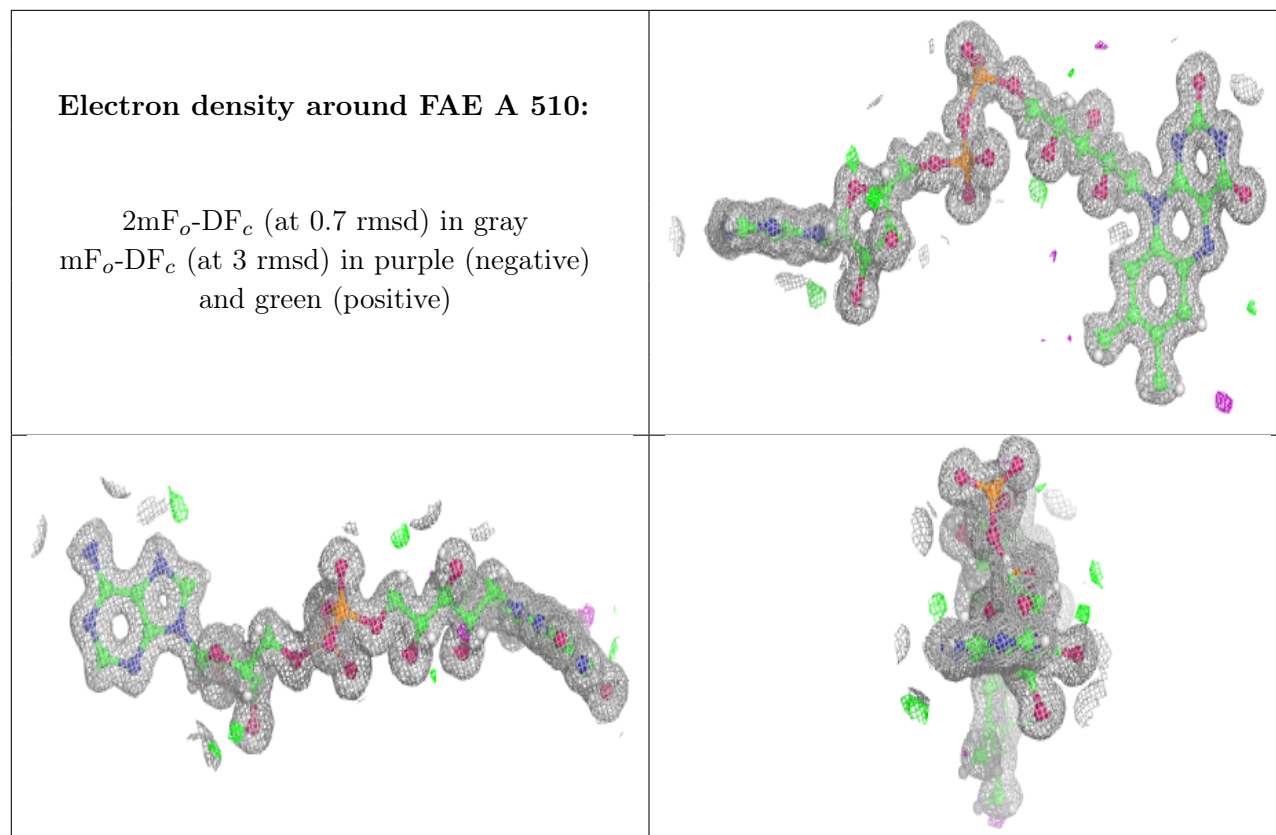 Electron density around FAE A 510:
2mFo-DFc (at 0.7 rmsd) in gray
mFo-DFc (at 3 rmsd) in purple (negative)
and green (positive)